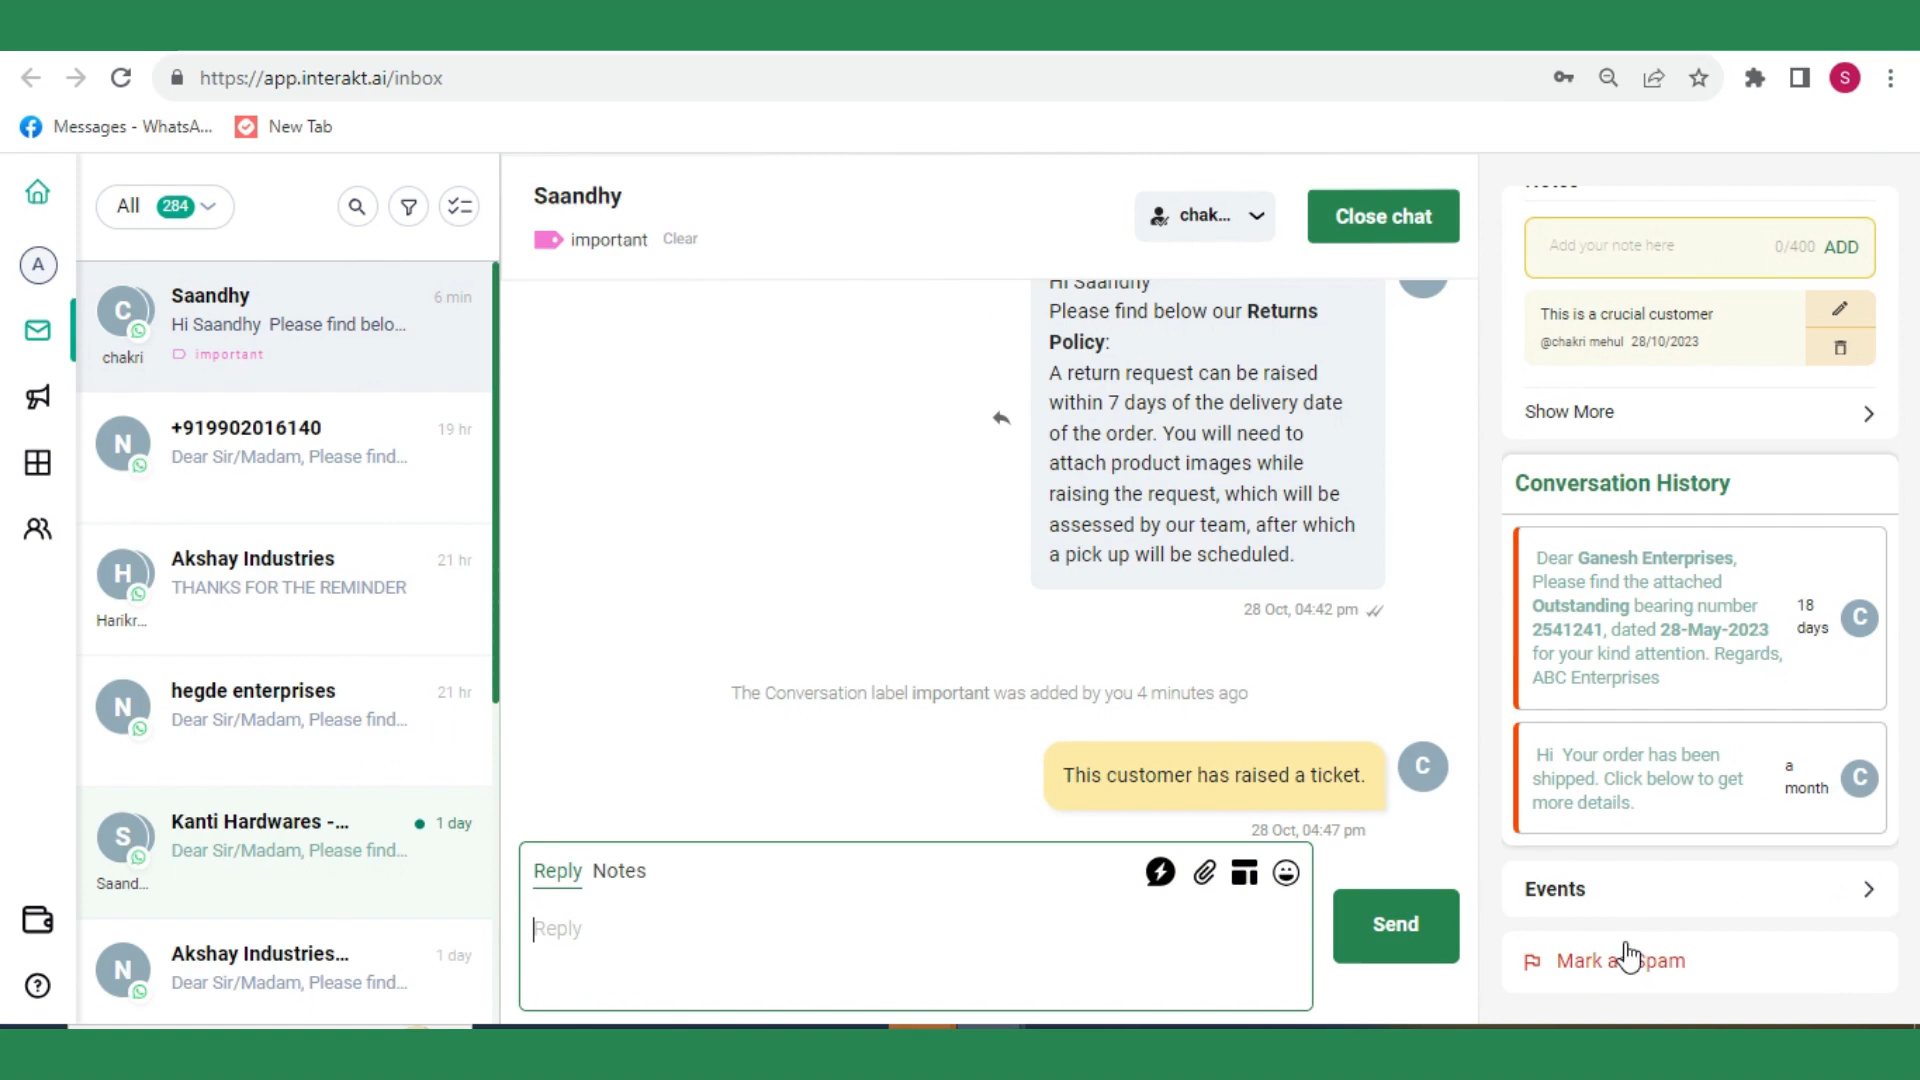 https://app.interakt.ai/inbox
S
Messages - WhatsA...
New Tab
A
All 284
Saandhy
6 min
Hi Saandhy Please find belo...
C
chakri
important
+919902016140
19 hr
N
Dear Sir/Madam, Please find...
Akshay Industries
21 hr
H
THANKS FOR THE REMINDER
Harikr...
hegde enterprises
21 hr
N
Dear Sir/Madam, Please find...
Kanti Hardwares -...
1 day
S
Dear Sir/Madam, Please find...
Saand...
Akshay Industries...
1 day
N
Dear Sir/Madam, Please find...
Saandhy
important Clear
chak...
Close chat
Hi Saandhy
Please find below our Returns
Policy:
A return request can be raised
within 7 days of the delivery date
of the order. You will need to
attach product images while
raising the request, which will be
assessed by our team, after which
a pick up will be scheduled.
28 Oct, 04:42 pm
The Conversation label important was added by you 4 minutes ago
This customer has raised a ticket.
C
28 Oct, 04:47 pm
Reply Notes
Reply
Send
Notes
Add your note here
0/400 ADD
This is a crucial customer
@chakri mehul 28/10/2023
Show More
Conversation History
Dear Ganesh Enterprises,
Please find the attached
Outstanding bearing number
2541241, dated 28-May-2023
for your kind attention. Regards,
ABC Enterprises
18
days
C
Hi Your order has been
shipped. Click below to get
more details.
a
month
C
Events
Mark as Spam